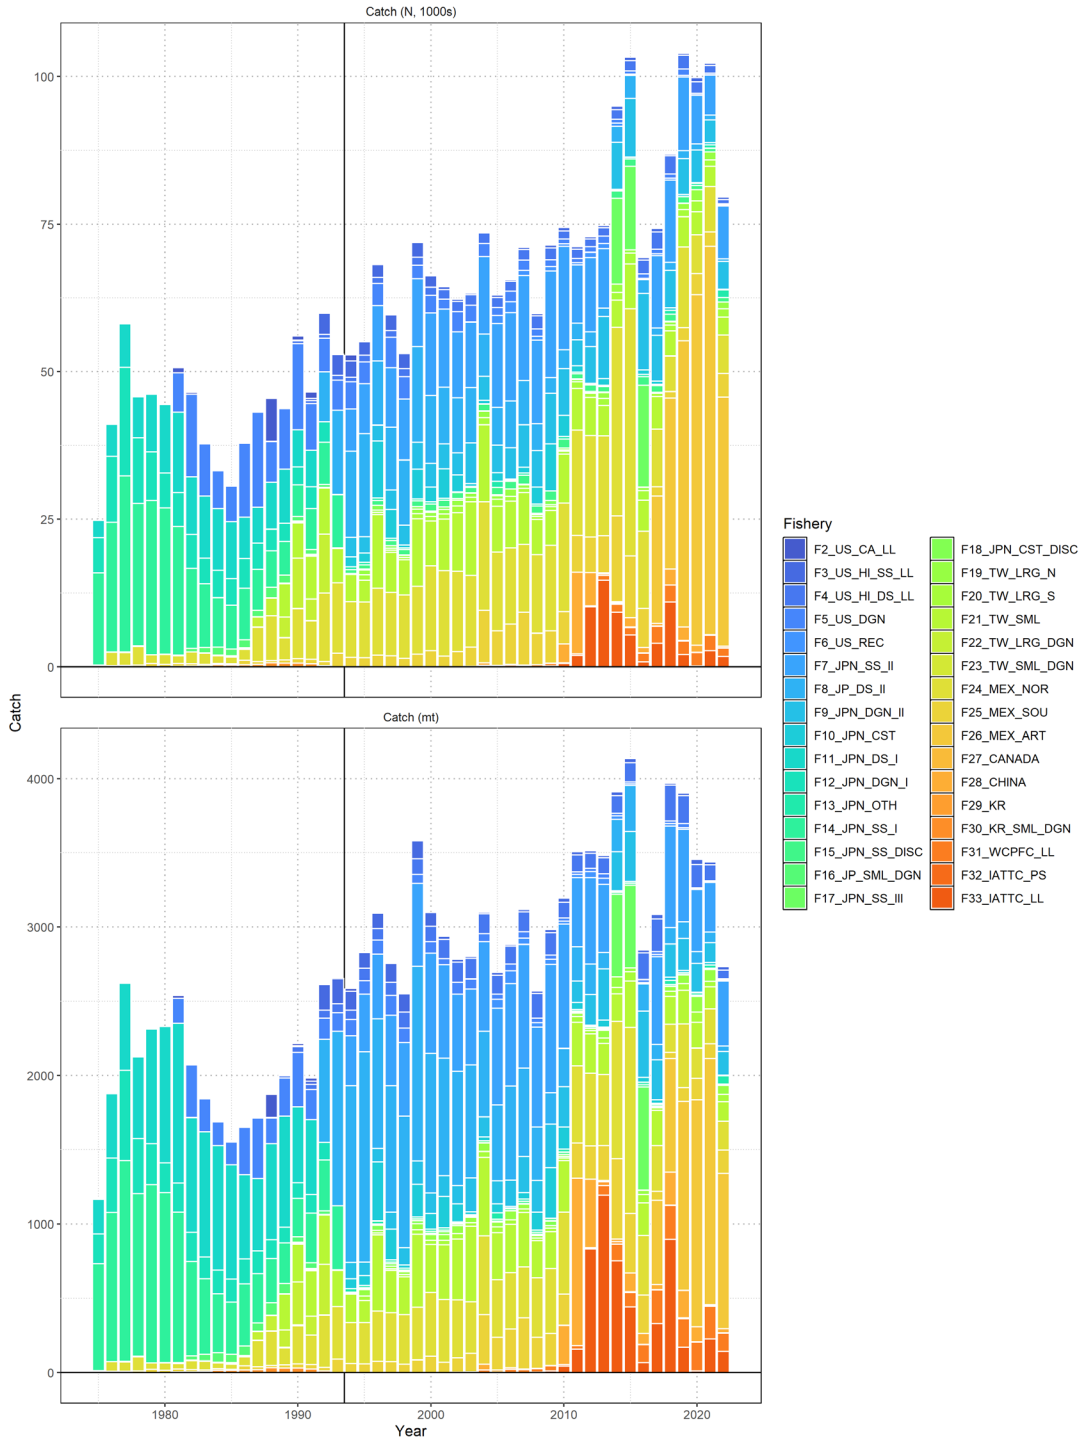 Catch (N, 1000s)
100
75
50
25
0
Catch (mt)
4000
3000
2000
1000
0
1980 1990 2000 2010 2020
Year
Catch
Fishery
F2_US_CA_LL
F3_US_HI_SS_LL
F4_US_HI_DS_LL
F5_US_DGN
F6_US_REC
F7_JPN_SS_II
F8_JP_DS_II
F9_JPN_DGN_II
F10_JPN_CST
F11_JPN_DS_I
F12_JPN_DGN_I
F13_JPN_OTH
F14_JPN_SS_I
F15_JPN_SS_DISC
F16_JP_SML_DGN
F17_JPN_SS_III
F18_JPN_CST_DISC
F19_TW_LRG_N
F20_TW_LRG_S
F21_TW_SML
F22_TW_LRG_DGN
F23_TW_SML_DGN
F24_MEX_NOR
F25_MEX_SOU
F26_MEX_ART
F27_CANADA
F28_CHINA
F29_KR
F30_KR_SML_DGN
F31_WCPFC_LL
F32_IATTC_PS
F33_IATTC_LL